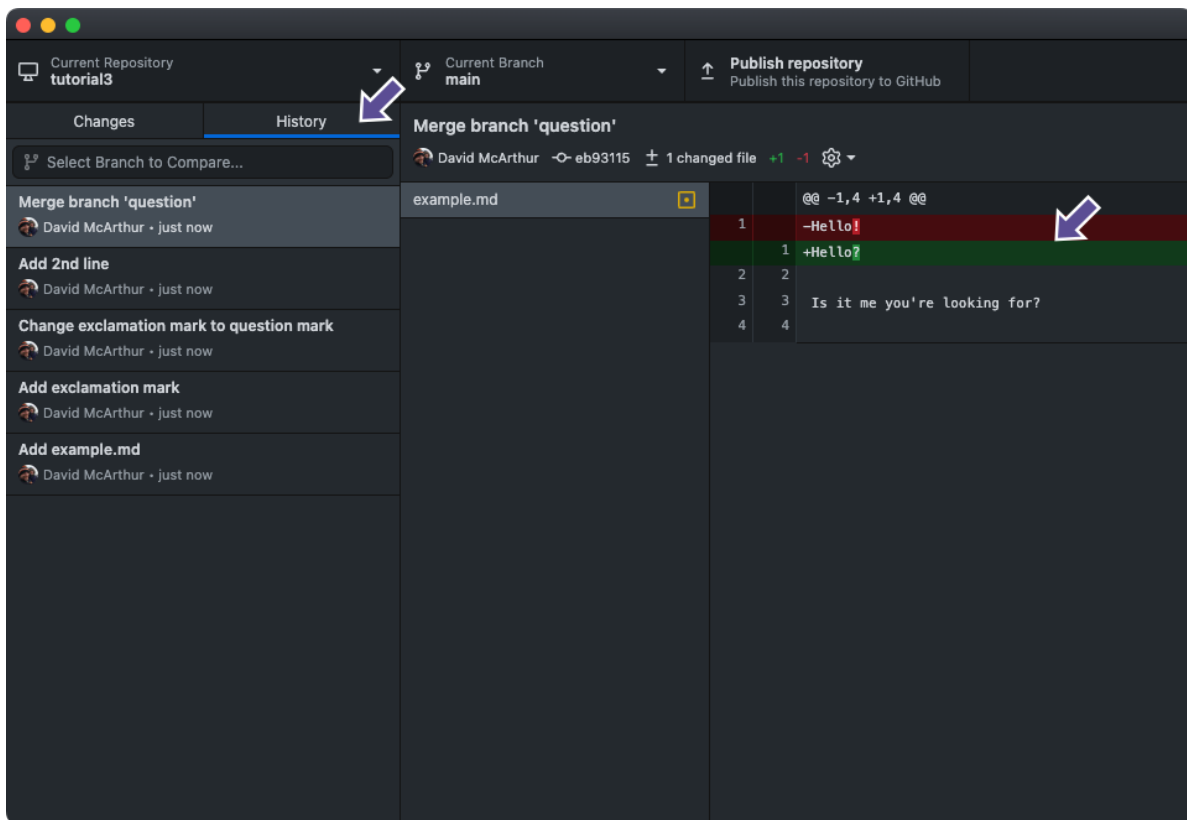 Current Repository
tutorial3
Current Branch
main
Publish repository
Publish this repository to GitHub
Changes
History
Select Branch to Compare...
Merge branch 'question'
David McArthur • just now
Add 2nd line
David McArthur • just now
Change exclamation mark to question mark
David McArthur • just now
Add exclamation mark
David McArthur • just now
Add example.md
David McArthur • just now
Merge branch 'question'
David McArthur eb93115 1 changed file +1 -1
example.md
@@ -1,4 +1,4 @@
1 -Hello!
1 +Hello?
2 2
3 3 Is it me you're looking for?
4 4